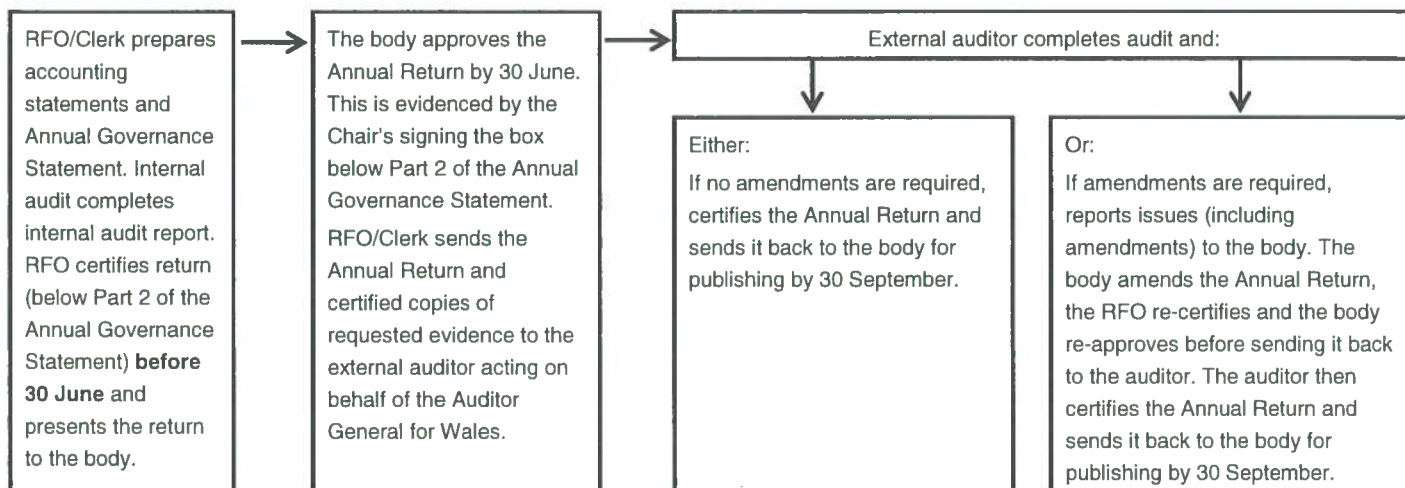 RFO/Clerk prepares
accounting
statements and
Annual Governance
Statement. Internal
audit completes
internal audit report.
RFO certifies return
(below Part 2 of the
Annual Governance
Statement) before
30 June and
presents the return
to the body.
The body approves the
Annual Return by 30 June.
This is evidenced by the
Chair's signing the box
below Part 2 of the Annual
Governance Statement.
RFO/Clerk sends the
Annual Return and
certified copies of
requested evidence to the
external auditor acting on
behalf of the Auditor
General for Wales.
External auditor completes audit and:
Either:
If no amendments are required,
certifies the Annual Return and
sends it back to the body for
publishing by 30 September.
Or:
If amendments are required,
reports issues (including
amendments) to the body. The
body amends the Annual Return,
the RFO re-certifies and the body
re-approves before sending it back
to the auditor. The auditor then
certifies the Annual Return and
sends it back to the body for
publishing by 30 September.